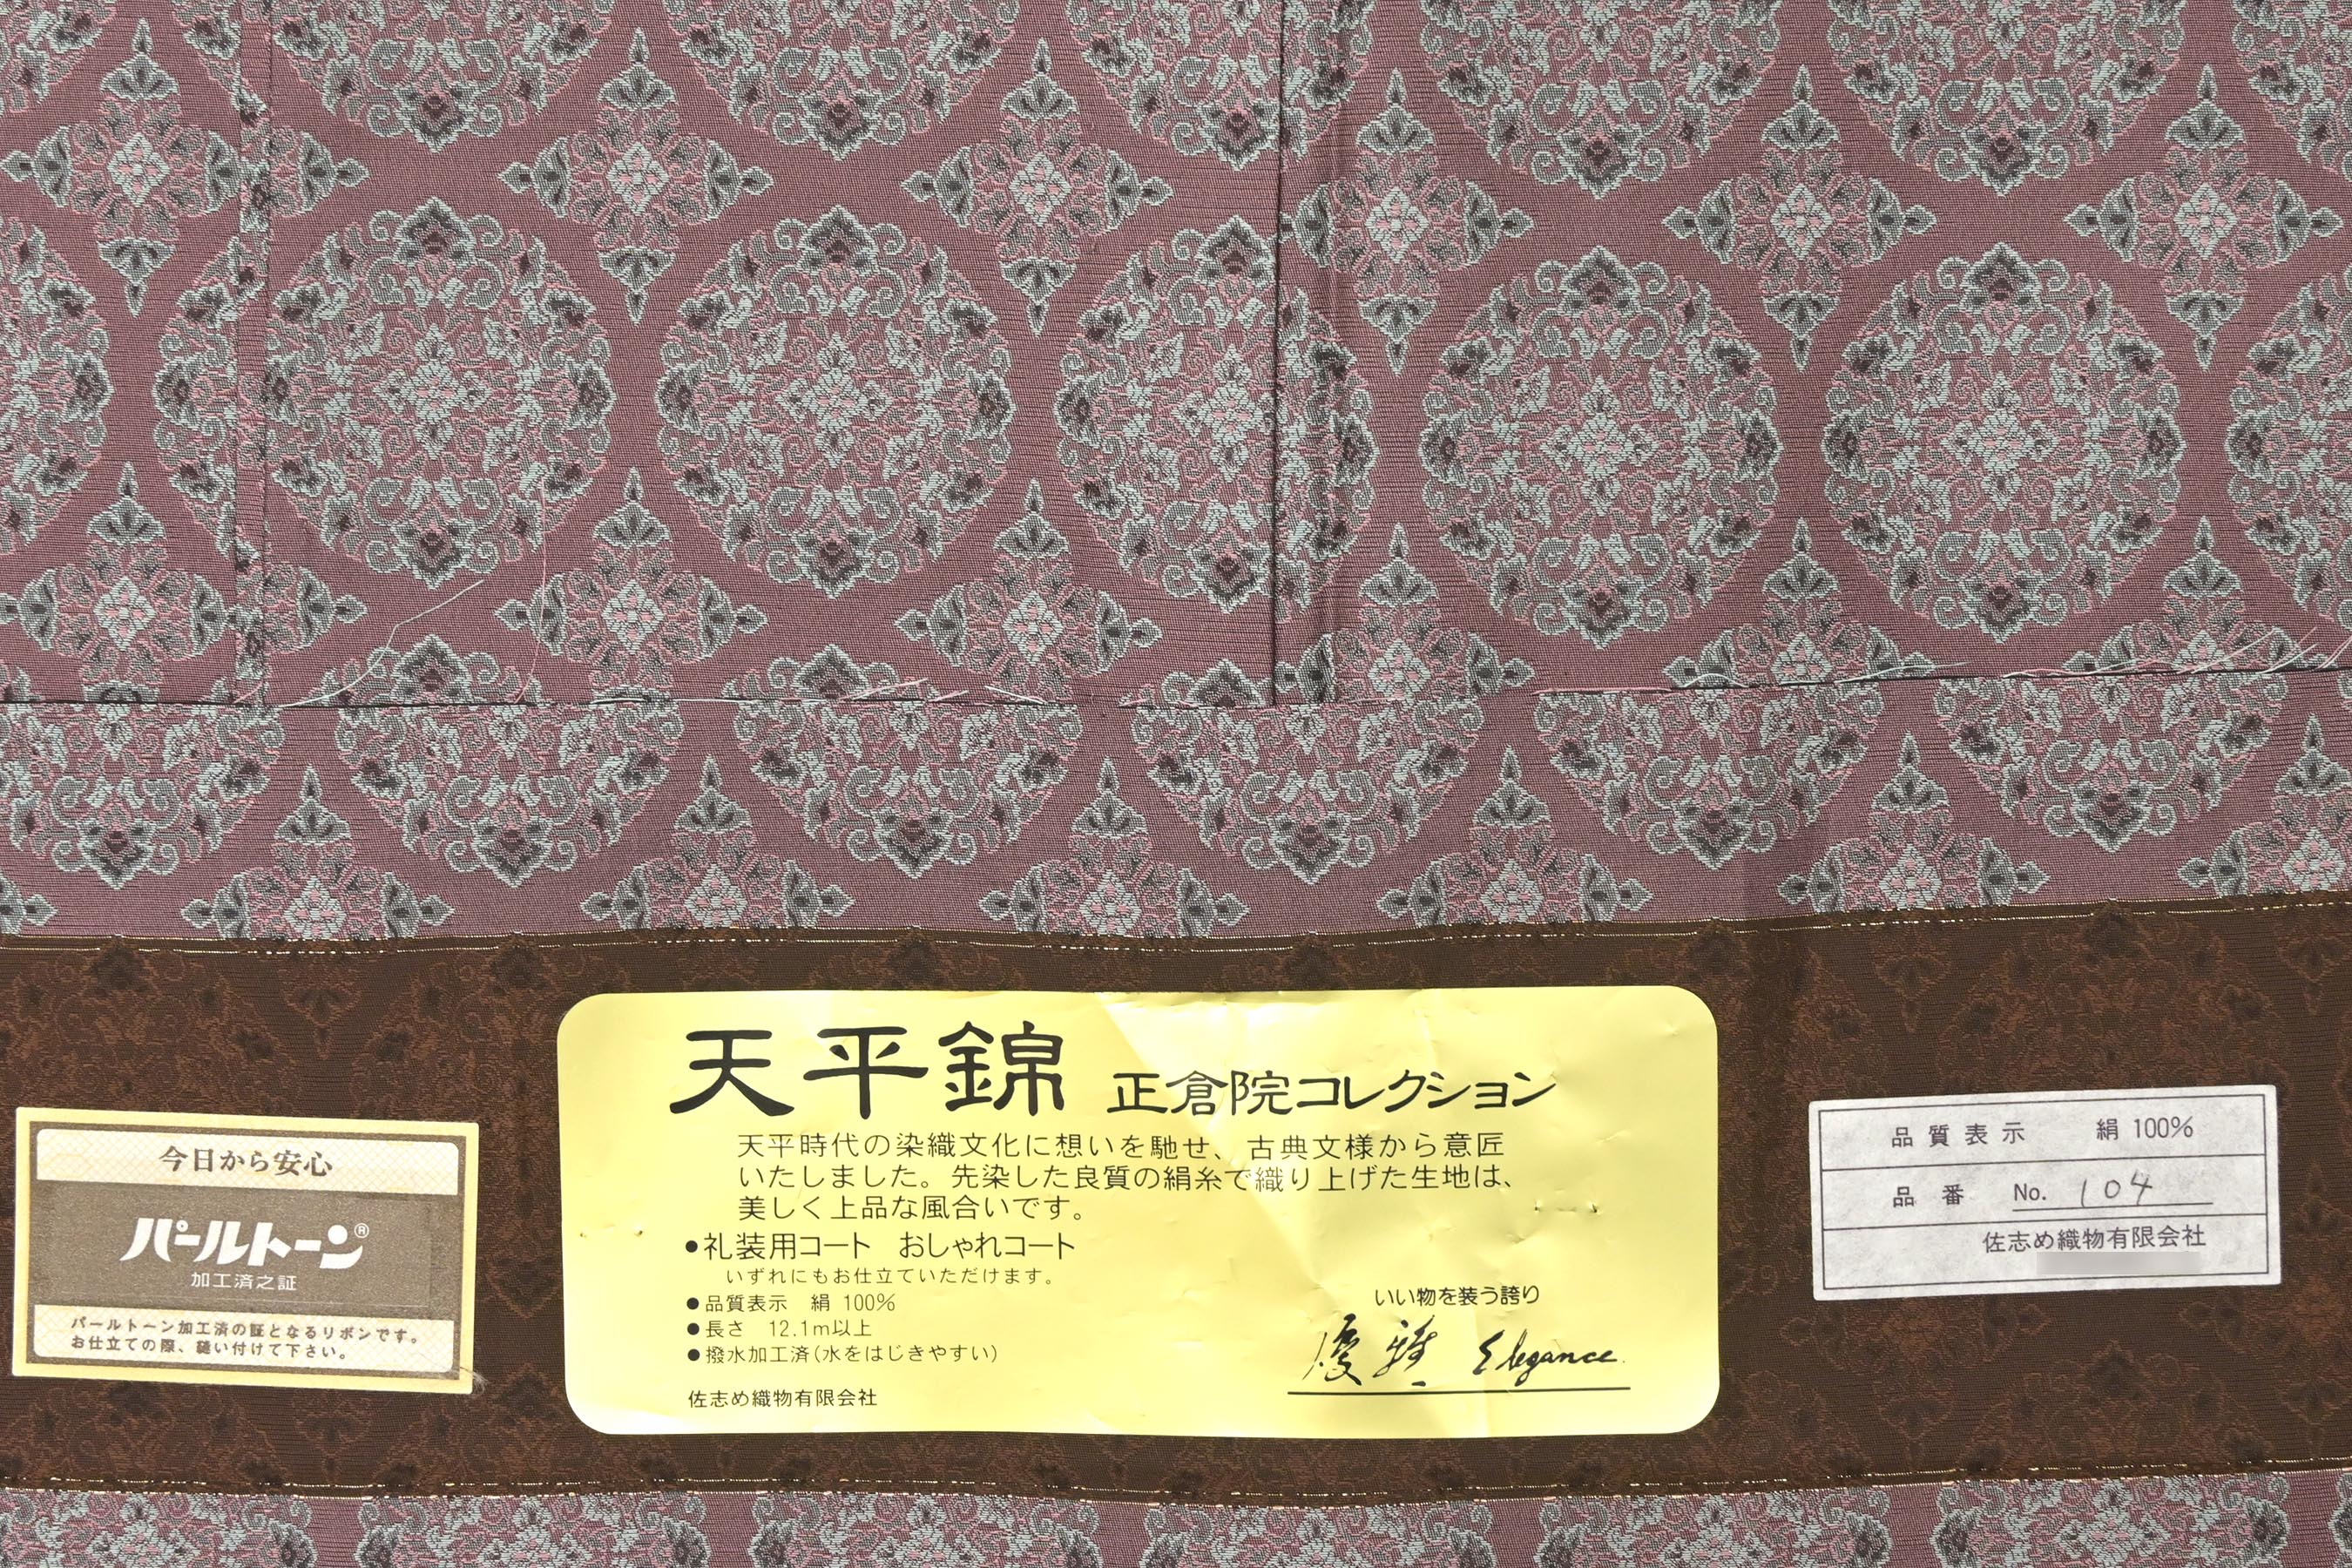 今日から安心
パールトーン®
加工済之証
パールトーン加工済の証となるリボンです。
お仕立ての際、縫い付けて下さい。
天平錦 正倉院コレクション
天平時代の染織文化に想いを馳せ、古典文様から意匠
いたしました。先染した良質の絹糸で織り上げた生地は、
美しく上品な風合いです。
●礼装用コート おしゃれコート
いずれにもお仕立ていただけます。
●品質表示 絹 100%
●長さ 12.1m以上
●撥水加工済(水をはじきやすい)
佐志め織物有限会社
いい物を装う誇り
優雅 Elegance.
品質表示 絹 100%
品番 No. 104
佐志め織物有限会社